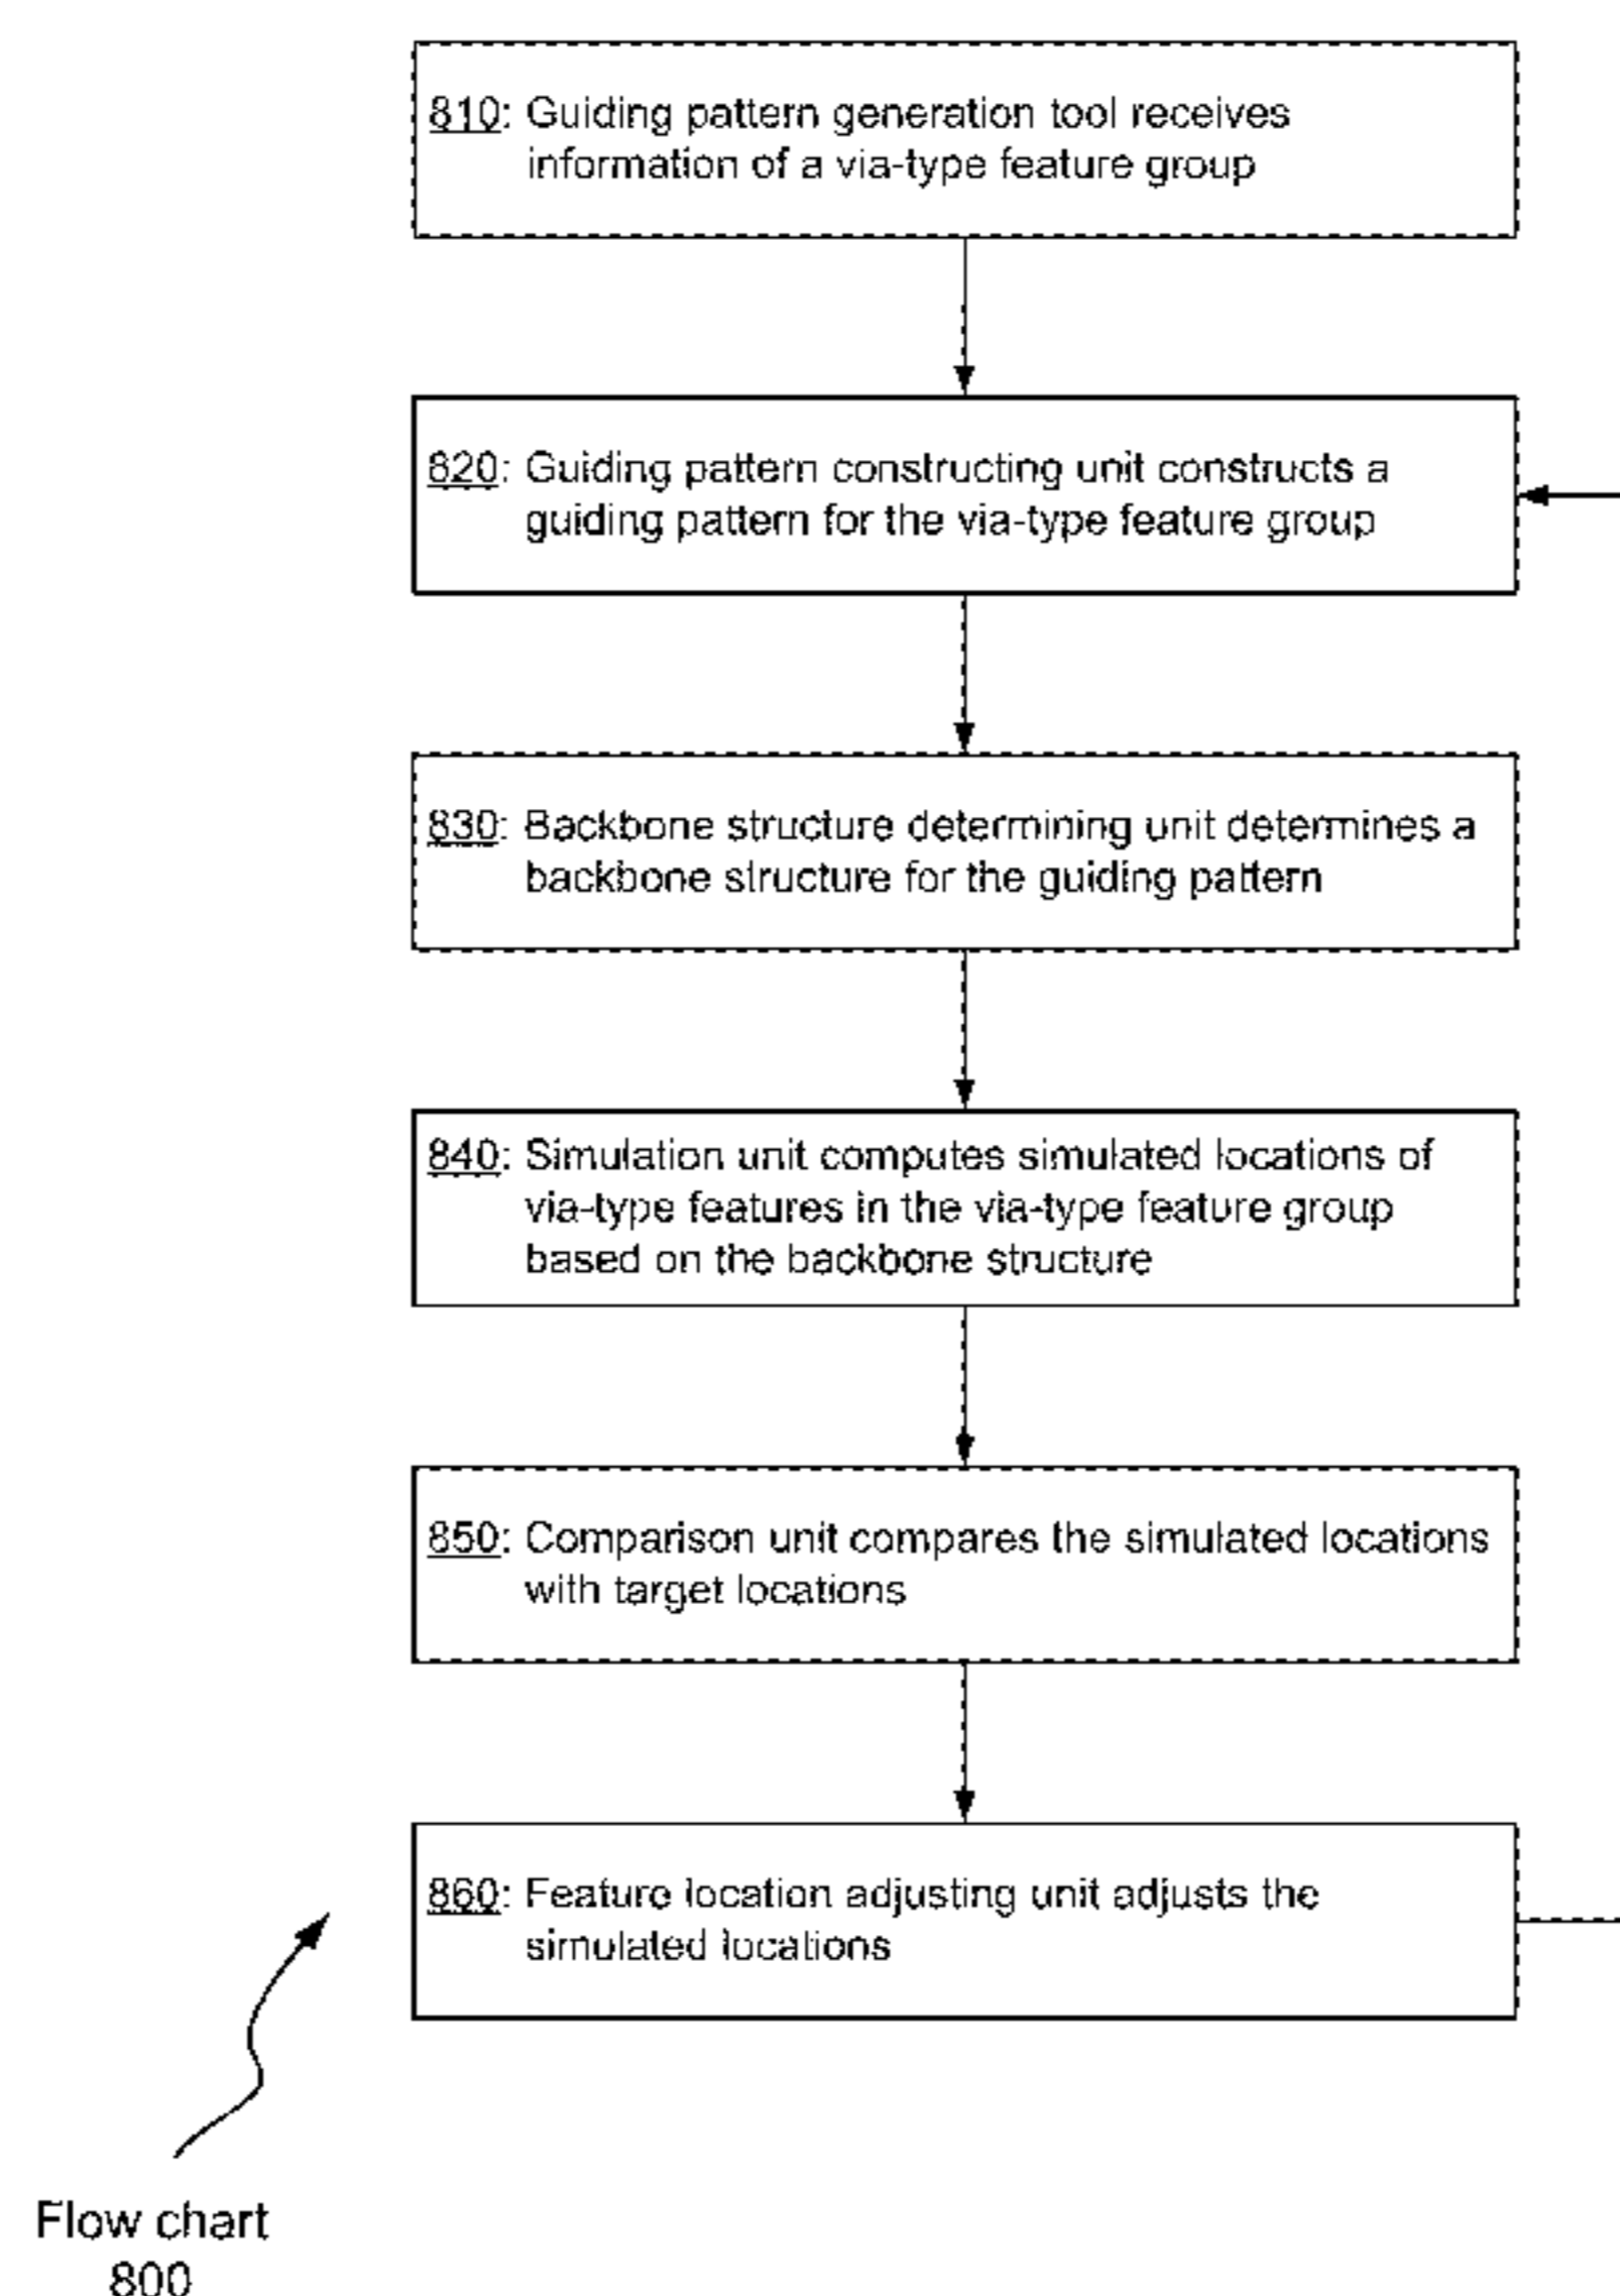 810: Guiding pattern generation tool receives
information of a via-type feature group
820: Guiding pattern constructing unit constructs a
guiding pattern for the via-type feature group
830: Backbone structure determining unit determines a
backbone structure for the guiding pattern
840: Simulation unit computes simulated locations of
via-type features in the via-type feature group
based on the backbone structure
850: Comparison unit compares the simulated locations
with target locations
860: Feature location adjusting unit adjusts the
simulated locations
Flow chart
800